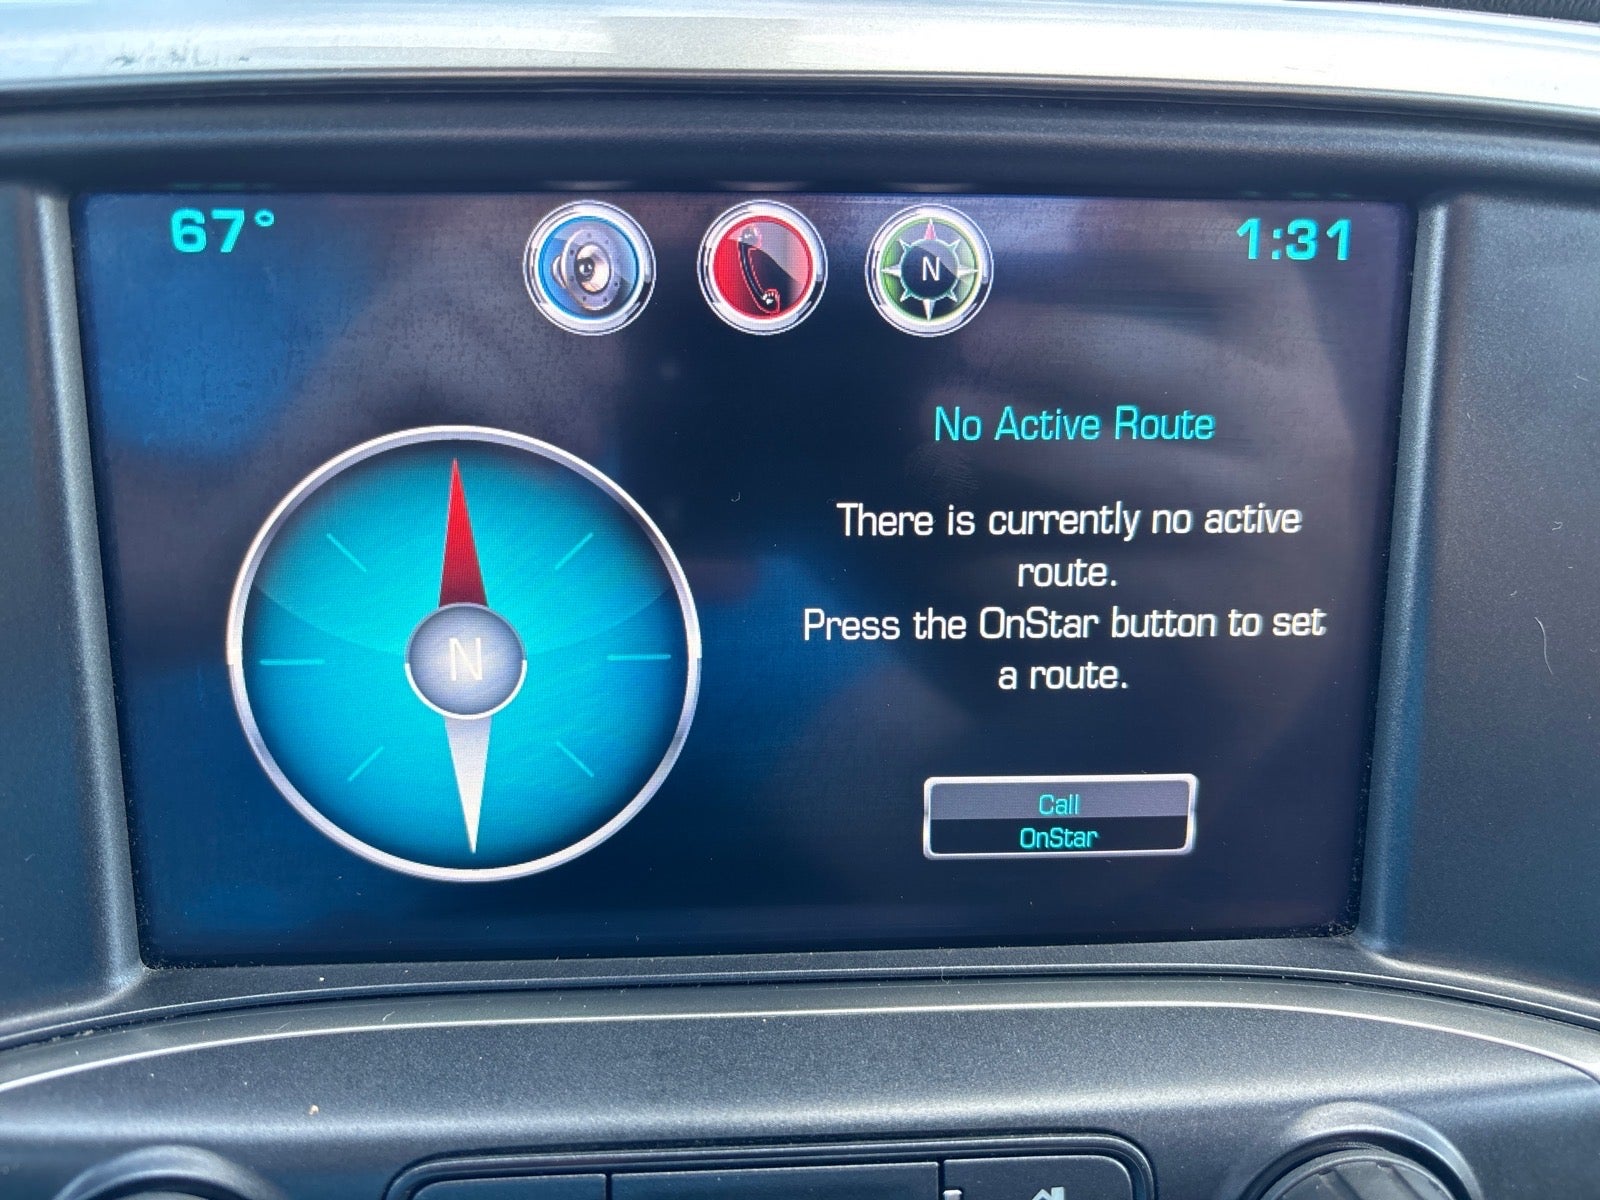 67°
N
1:31
No Active Route
There is currently no active
route.
Press the OnStar button to set
a route.
N
Call
OnStar